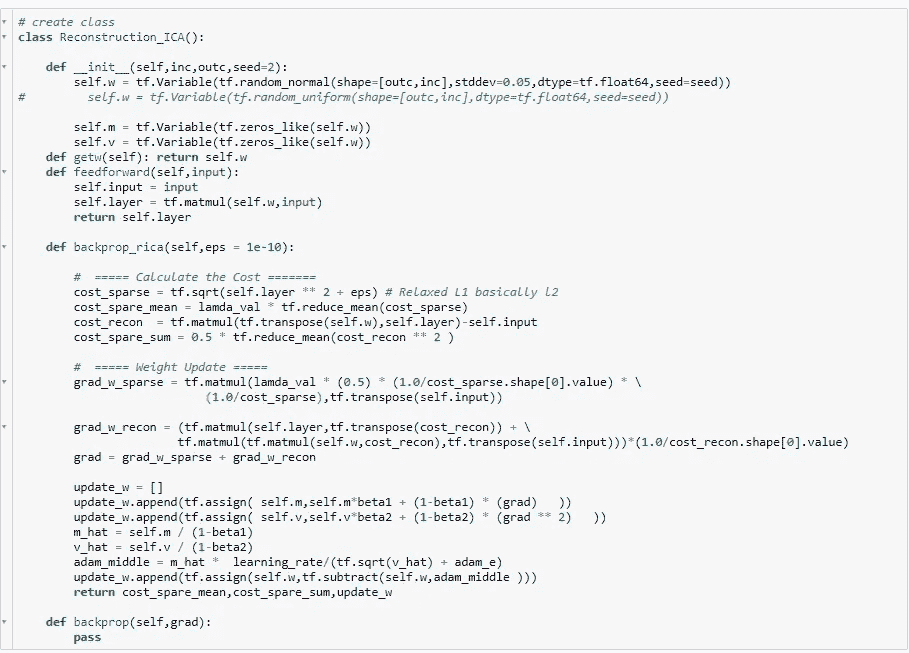 # create class
class Reconstruction_ICA():
def __init__(self,inc,outc,seed=2):
self.w = tf.Variable(tf.random_normal(shape=[outc,inc],stddev=0.05,dtype=tf.float64,seed=seed))
# self.w = tf.Variable(tf.random_uniform(shape=[outc,inc],dtype=tf.float64,seed=seed))
self.m = tf.Variable(tf.zeros_like(self.w))
self.v = tf.Variable(tf.zeros_like(self.w))
def getw(self): return self.w
def feedforward(self,input):
self.input = input
self.layer = tf.matmul(self.w,input)
return self.layer
def backprop_rica(self,eps = 1e-10):
# ===== Calculate the Cost =======
cost_sparse = tf.sqrt(self.layer ** 2 + eps) # Relaxed L1 basically l2
cost_spare_mean = lamda_val * tf.reduce_mean(cost_sparse)
cost_recon = tf.matmul(tf.transpose(self.w),self.layer)-self.input
cost_spare_sum = 0.5 * tf.reduce_mean(cost_recon ** 2 )
# ===== Weight Update =====
grad_w_sparse = tf.matmul(lamda_val * (0.5) * (1.0/cost_sparse.shape[0].value) * \
(1.0/cost_sparse),tf.transpose(self.input))
grad_w_recon = (tf.matmul(self.layer,tf.transpose(cost_recon)) + \
tf.matmul(tf.matmul(self.w,cost_recon),tf.transpose(self.input)))*(1.0/cost_recon.shape[0].value)
grad = grad_w_sparse + grad_w_recon
update_w = []
update_w.append(tf.assign( self.m,self.m*beta1 + (1-beta1) * (grad) ))
update_w.append(tf.assign( self.v,self.v*beta2 + (1-beta2) * (grad ** 2) ))
m_hat = self.m / (1-beta1)
v_hat = self.v / (1-beta2)
adam_middle = m_hat * learning_rate/(tf.sqrt(v_hat) + adam_e)
update_w.append(tf.assign(self.w,tf.subtract(self.w,adam_middle )))
return cost_spare_mean,cost_spare_sum,update_w
def backprop(self,grad):
pass